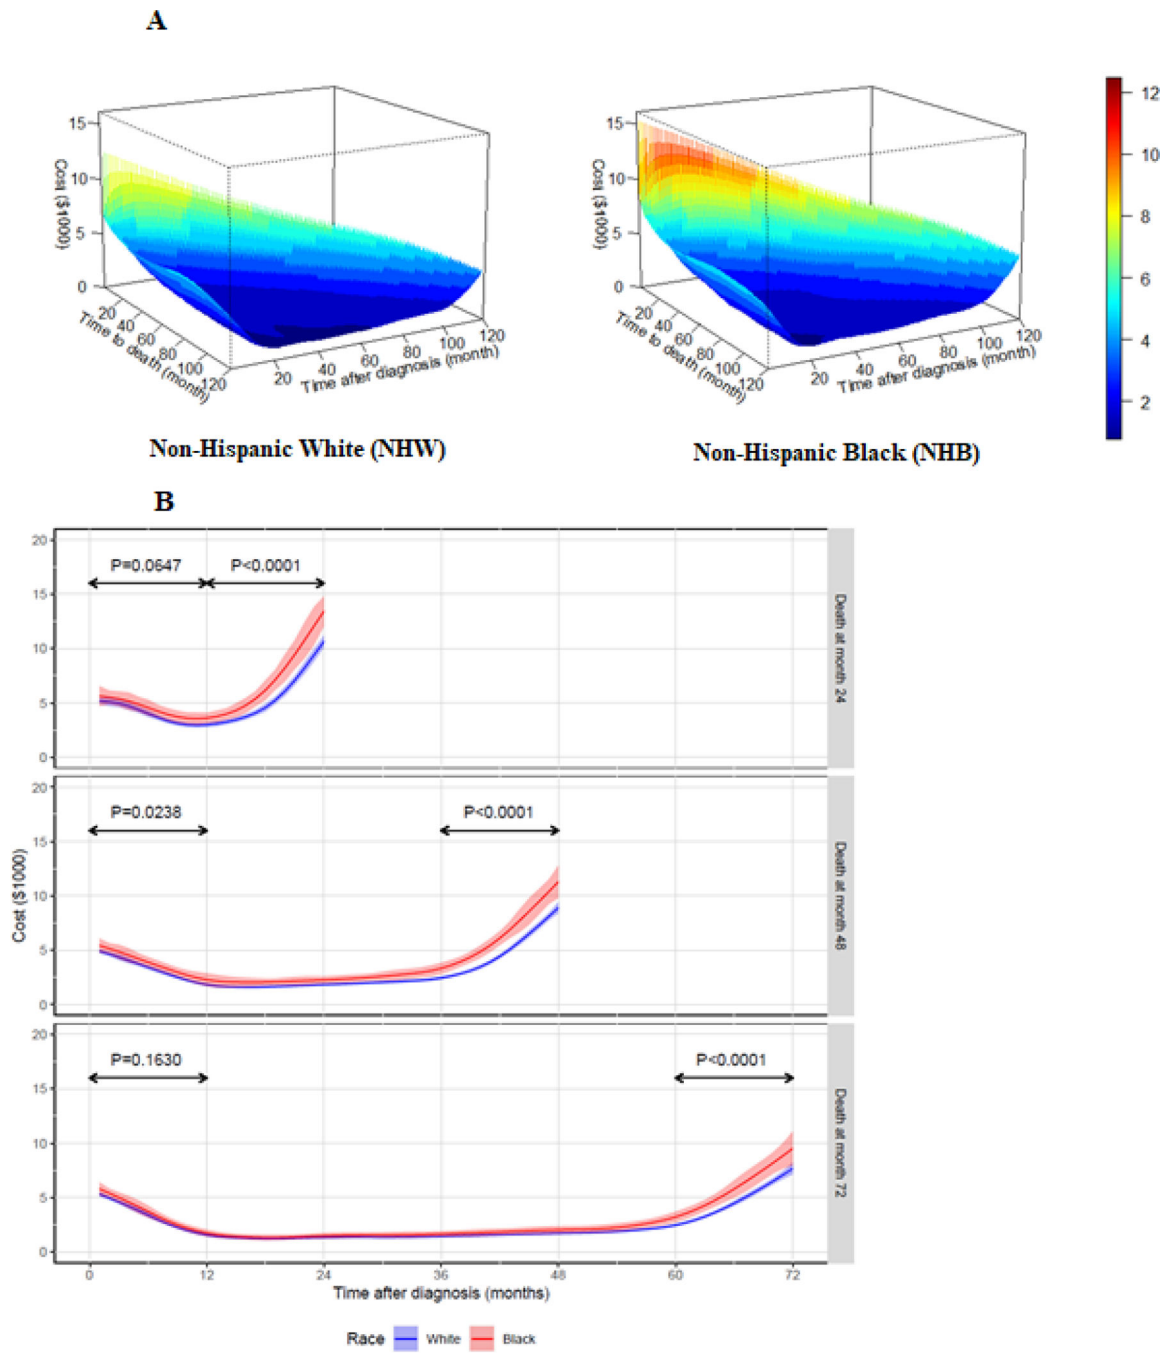 A
15
10
5
0
Cost ($1000)
20
40
60
80
100
120
Time to death (month)
20
40
60
80
100
120
Time after diagnosis (month)
Non-Hispanic White (NHW)
15
10
5
0
Cost ($1000)
20
40
60
80
100
120
Time to death (month)
20
40
60
80
100
120
Time after diagnosis (month)
Non-Hispanic Black (NHB)
12
10
8
6
4
2
B
Cost ($1000)
20
15
10
5
0
P=0.0647 P<0.0001
Death at month 24
20
15
10
5
0
P=0.0238 P<0.0001
Death at month 48
20
15
10
5
0
P=0.1630 P<0.0001
Death at month 72
0 12 24 36 48 60 72
Time after diagnosis (months)
Race White Black